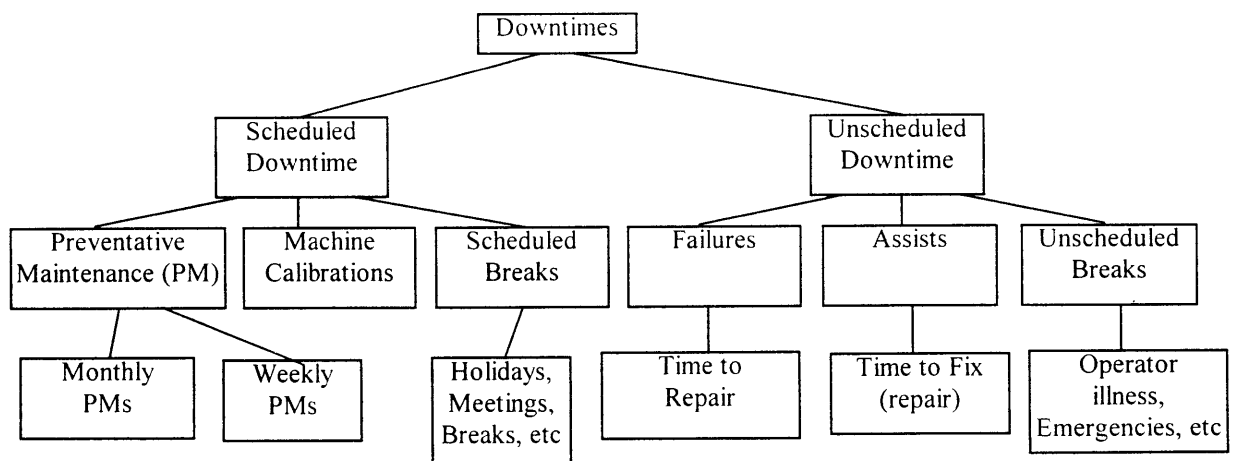 Downtimes
Scheduled
Downtime
Unscheduled
Downtime
Preventative
Maintenance (PM)
Machine
Calibrations
Scheduled
Breaks
Failures
Assists
Unscheduled
Breaks
Monthly
PMs
Weekly
PMs
Holidays,
Meetings,
Breaks, etc
Time to
Repair
Time to Fix
(repair)
Operator
illness,
Emergencies, etc